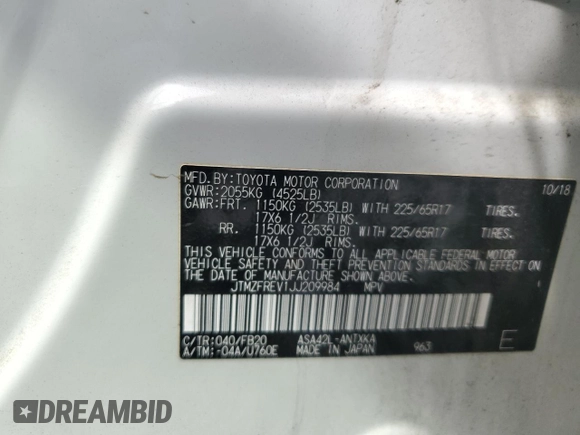 MFD.BY:TOYOTA MOTOR CORPORATION 10/18
GVWR:2055KG (4525LB)
GAWR:FRT. 1150KG (2535LB) WITH 225/65R17 TIRES.
17X6 1/2J RIMS.
RR. 1150KG (2535LB) WITH 225/65R17 TIRES.
17X6 1/2J RIMS.
THIS VEHICLE CONFORMS TO ALL APPLICABLE FEDERAL MOTOR
VEHICLE SAFETY AND THEFT PREVENTION STANDARDS IN EFFECT ON
THE DATE OF MANUFACTURE SHOWN ABOVE.
JTMZFREV1JJ209984 MPV
C/TR:040/FB20 ASA42L-ANTXKA
A/TM:-04A/U760E MADE IN JAPAN 963 E
DREAMBID